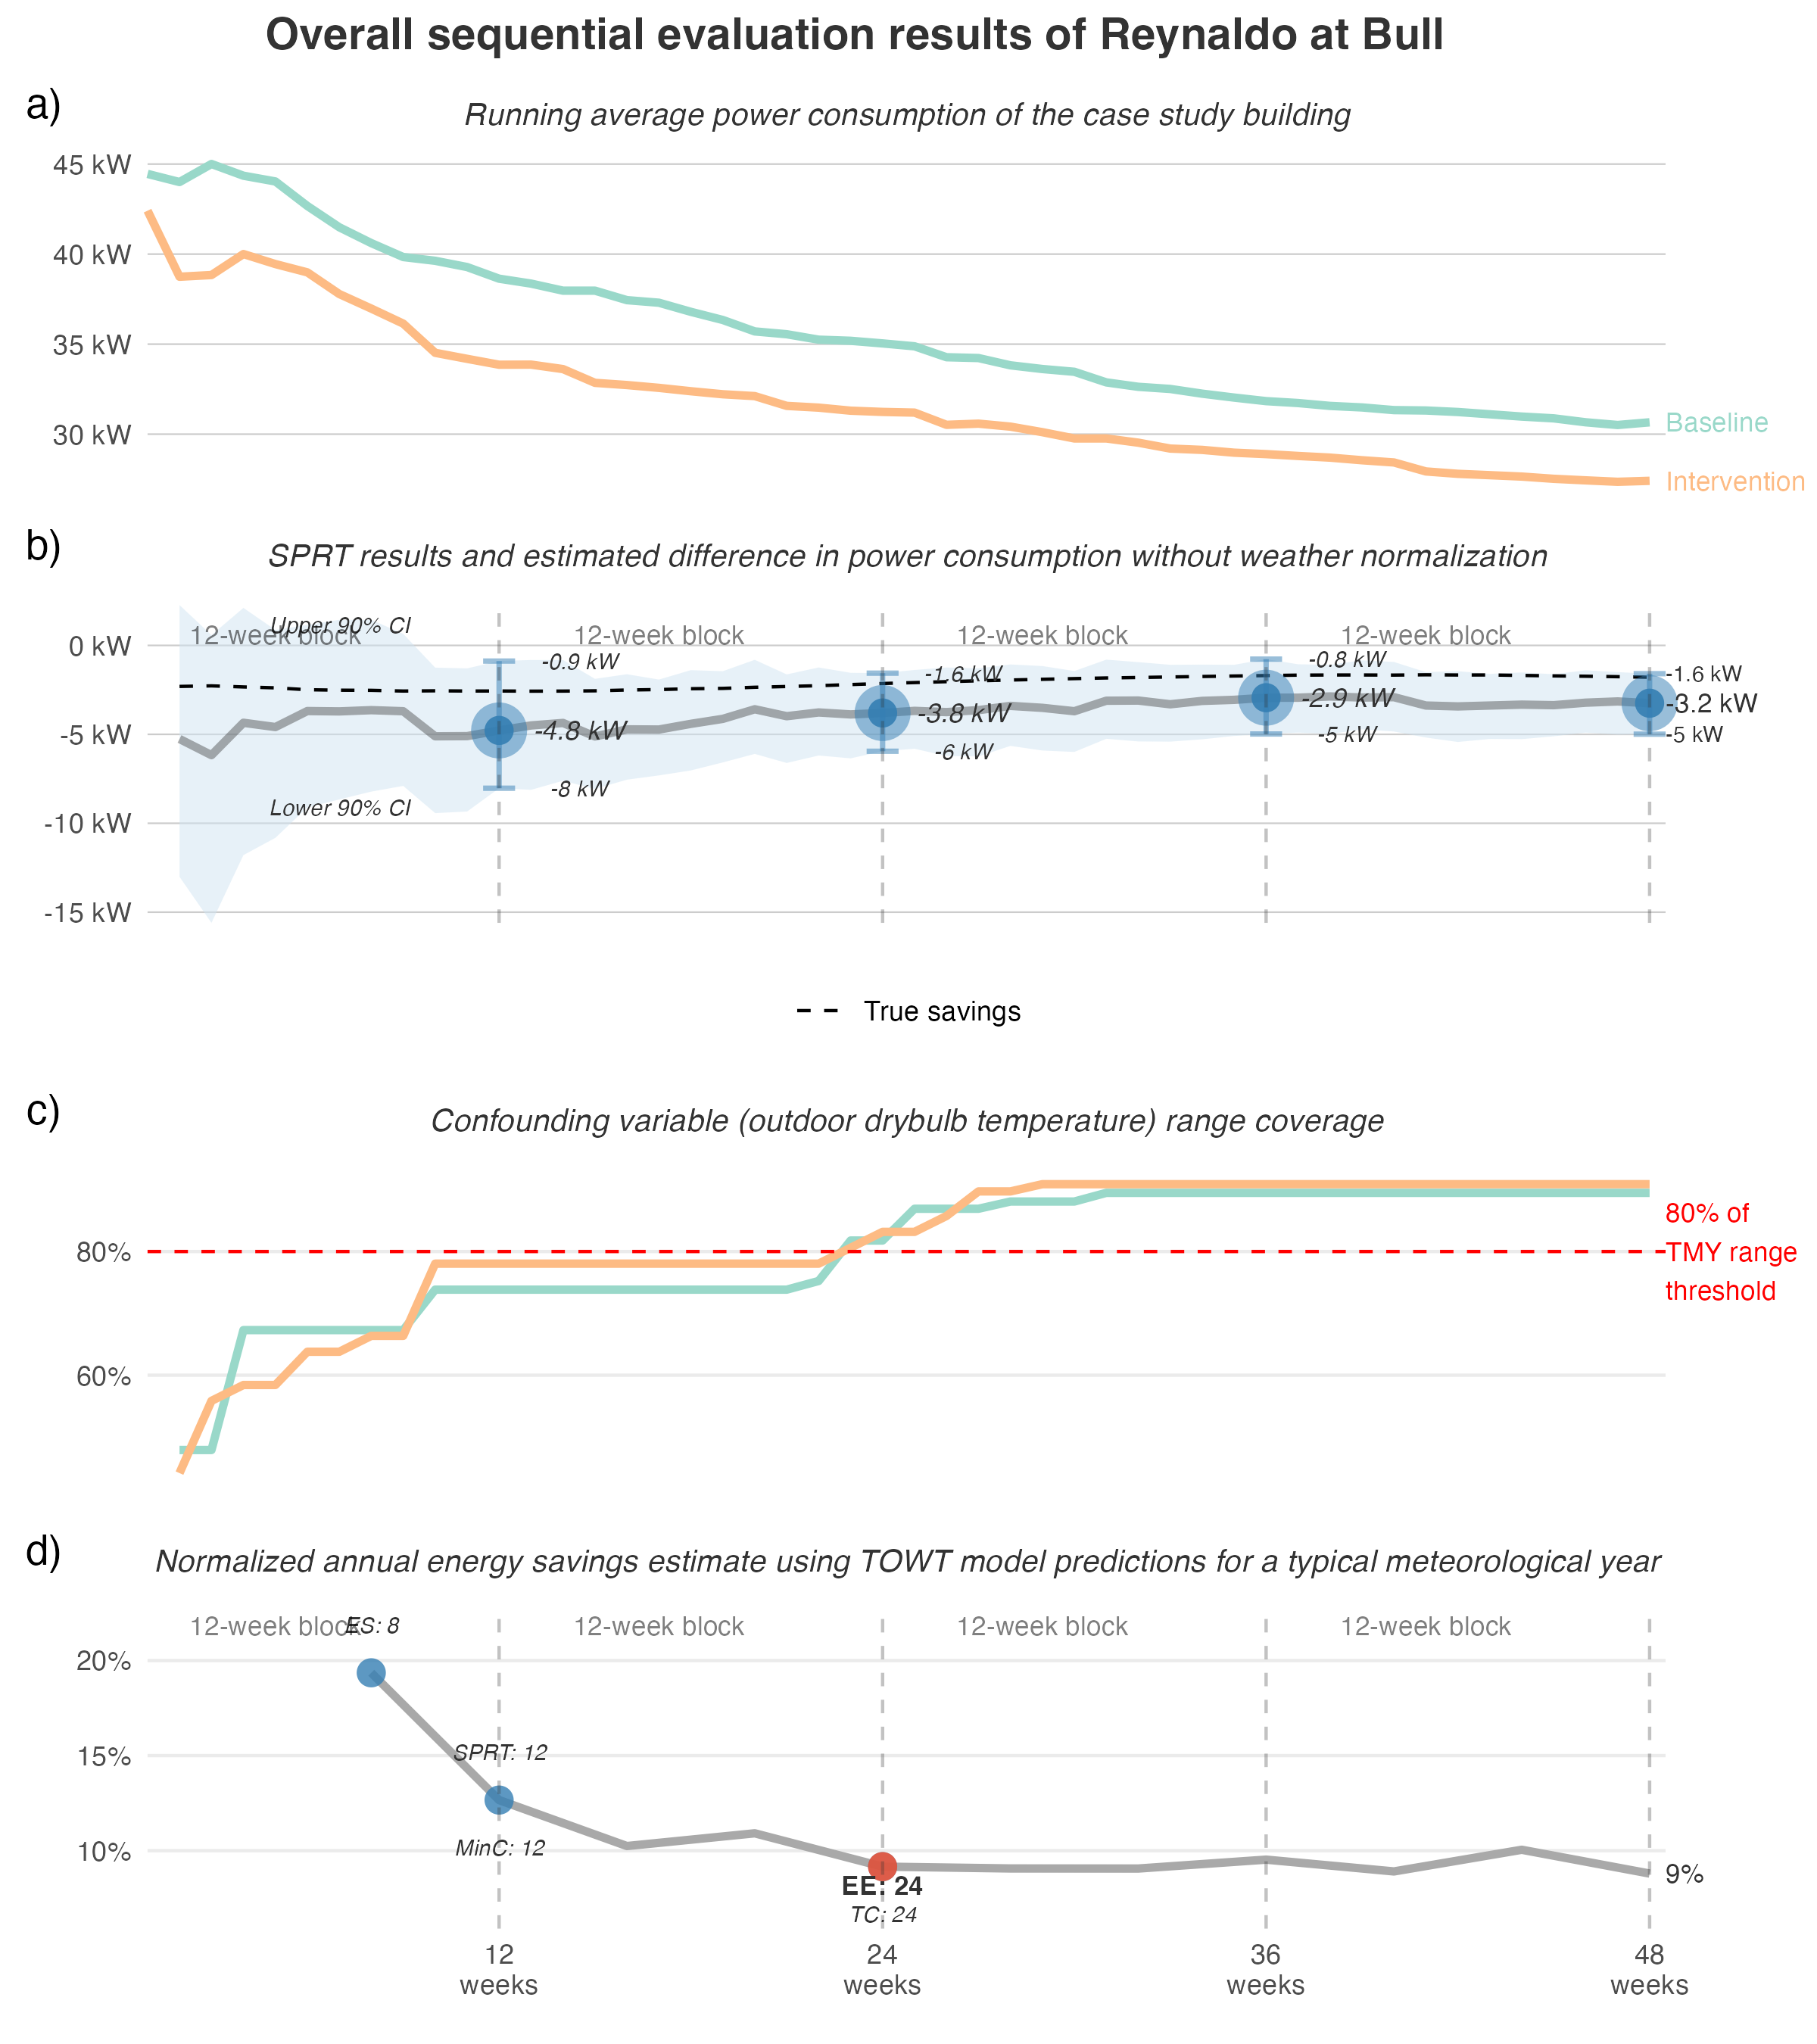 Overall sequential evaluation results of Reynaldo at Bull
a)
Running average power consumption of the case study building
45 kW
40 kW
35 kW
30 kW
Baseline
Intervention
b)
SPRT results and estimated difference in power consumption without weather normalization
12-week block
Upper 90% CI
12-week block
12-week block
12-week block
0 kW
-5 kW
-10 kW
-15 kW
-0.9 kW
-4.8 kW
-8 kW
Lower 90% CI
-1.6 kW
-3.8 kW
-6 kW
-0.8 kW
-2.9 kW
-5 kW
-1.6 kW
-3.2 kW
-5 kW
True savings
c)
Confounding variable (outdoor drybulb temperature) range coverage
80%
60%
80% of
TMY range
threshold
d)
Normalized annual energy savings estimate using TOWT model predictions for a typical meteorological year
12-week block
ES: 8
12-week block
12-week block
12-week block
20%
15%
10%
SPRT: 12
MinC: 12
EE: 24
TC: 24
9%
12
weeks
24
weeks
36
weeks
48
weeks